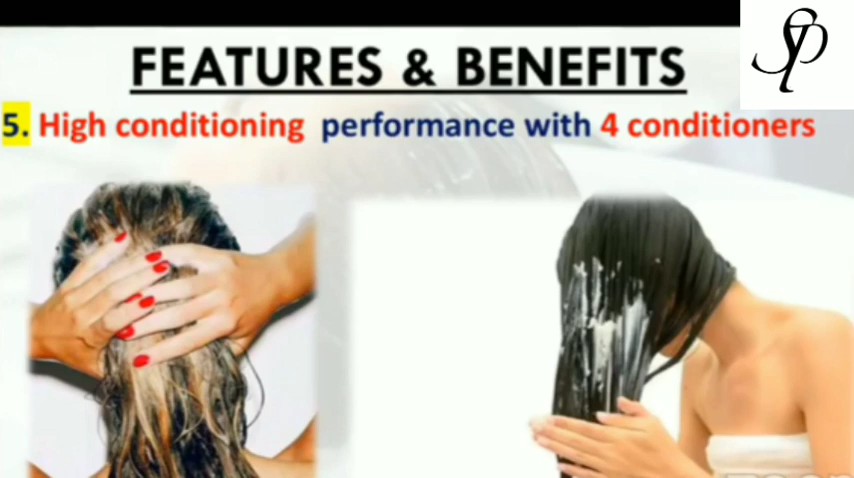 FEATURES & BENEFITS
5. High conditioning performance with 4 conditioners